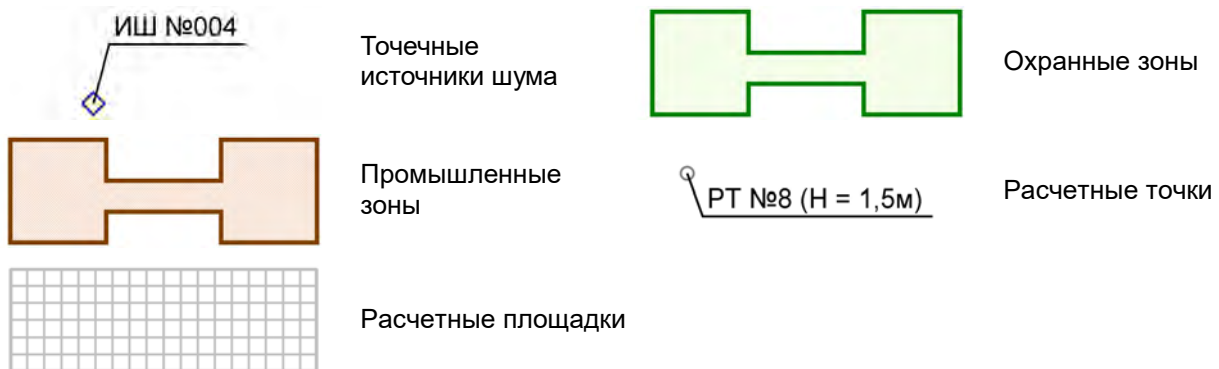 ИШ №004
Точечные
источники шума
Охранные зоны
Промышленные
зоны
РТ №8 (Н = 1,5м)
Расчетные точки
Расчетные площадки